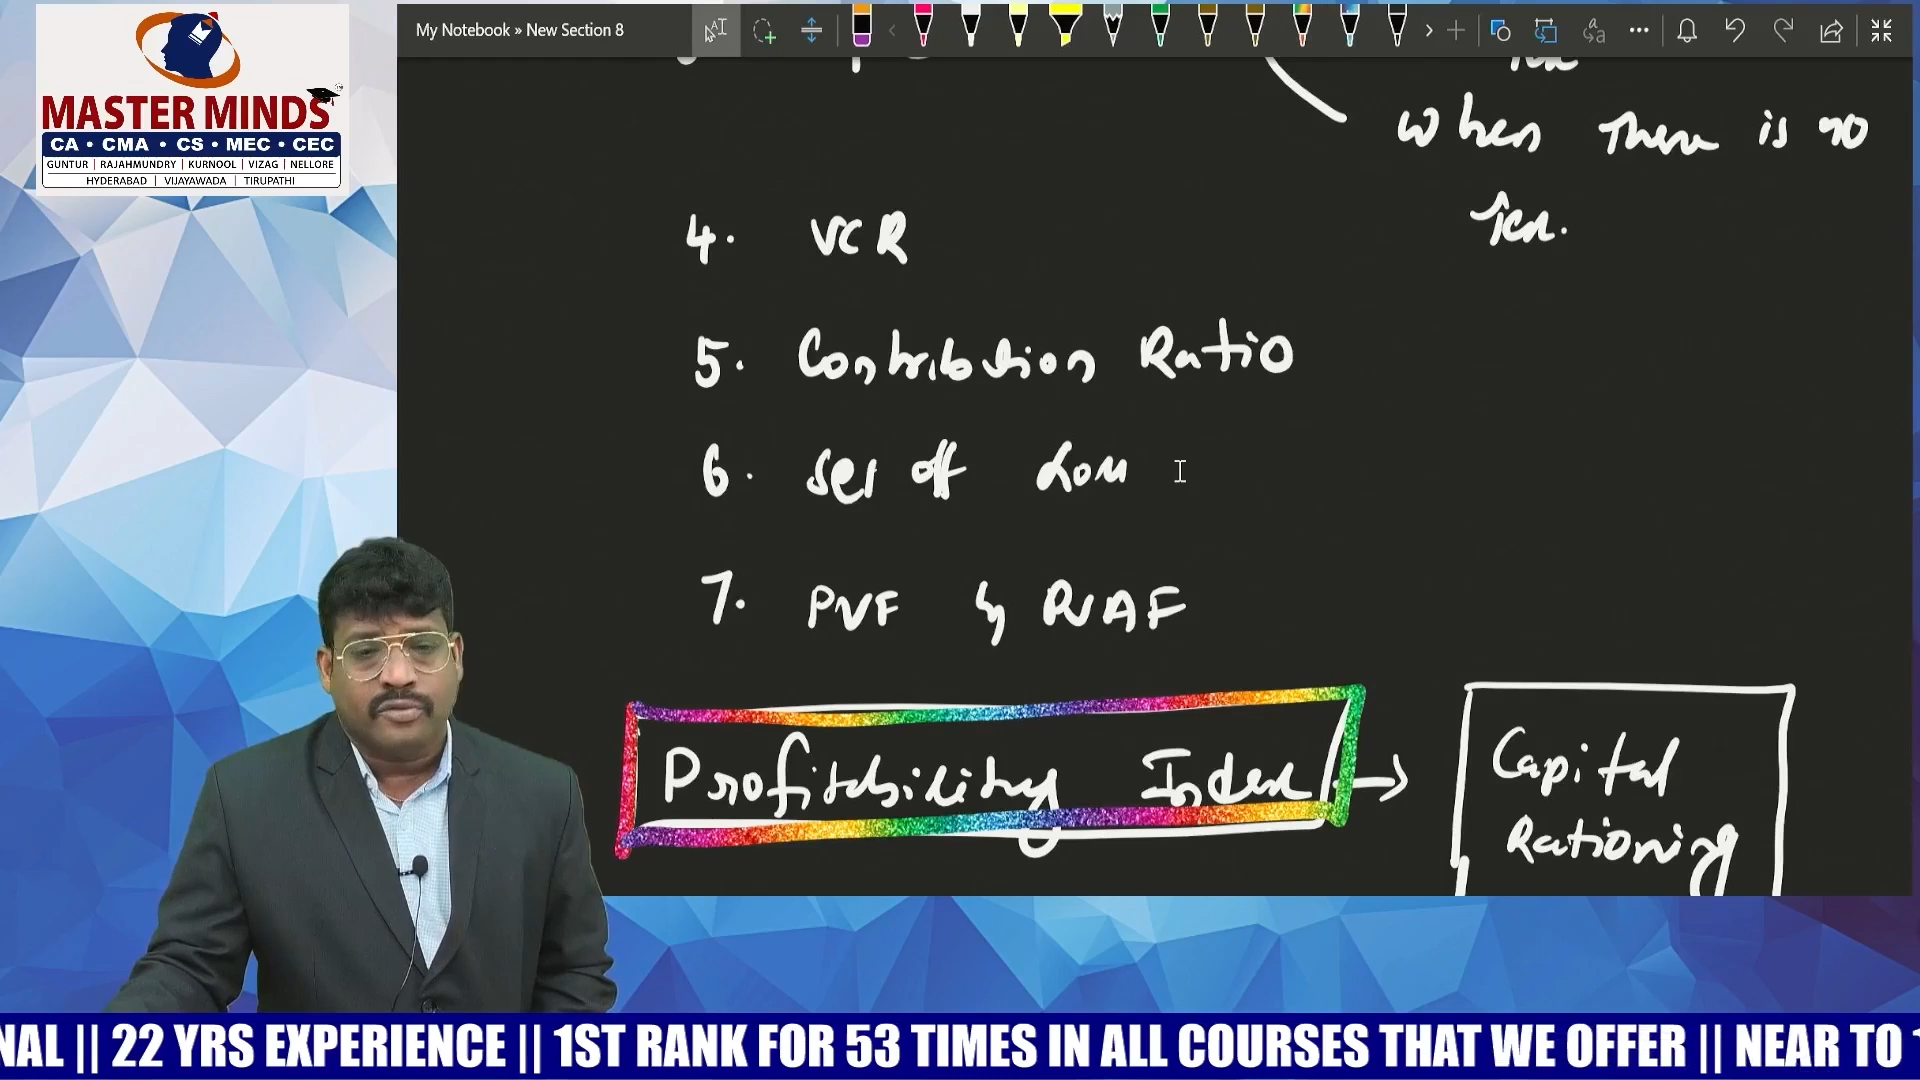 MASTER MINDS
CA • CMA • CS • MEC • CEC
GUNTUR | RAJAHMUNDRY | KURNOOL | VIZAG | NELLORE
HYDERABAD | VIJAYAWADA | TIRUPATHI
My Notebook » New Section 8
When There is no
4. VCR
5. Contribution Ratio
6. Set off Loss
7. PVF & PVAF
Profitability Index →
Capital
Rationing
NAL || 22 YRS EXPERIENCE || 1ST RANK FOR 53 TIMES IN ALL COURSES THAT WE OFFER || NEAR TO